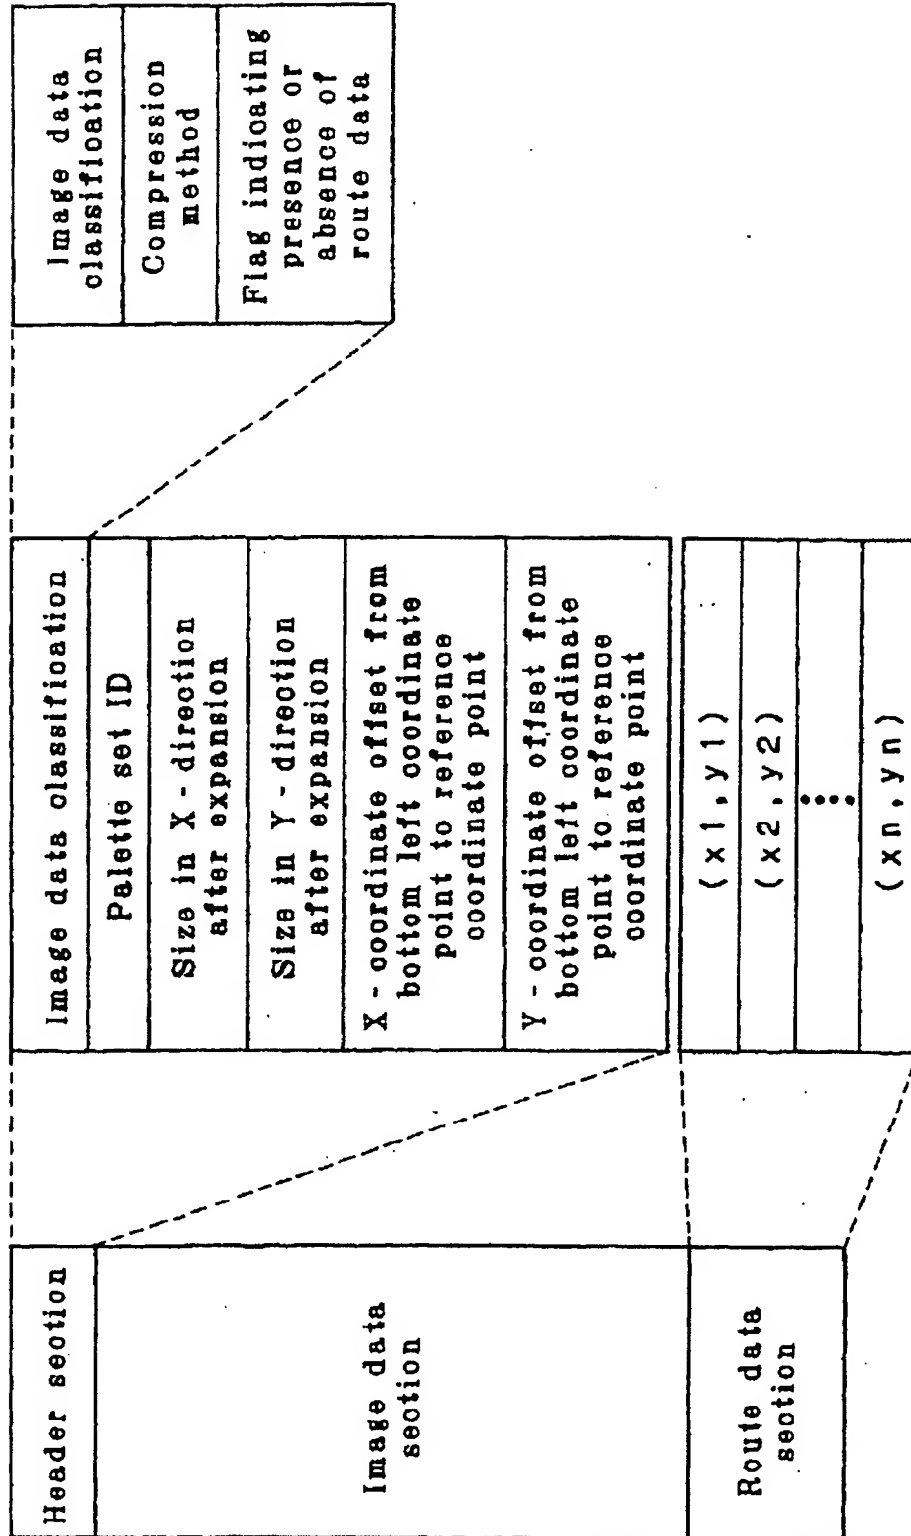 Header section
Image data
section
Route data
section
Image data classification
Palette set ID
Size in X - direction
after expansion
Size in Y - direction
after expansion
X - coordinate offset from
bottom left coordinate
point to reference
coordinate point
Y - coordinate offset from
bottom left coordinate
point to reference
coordinate point
(x1, y1)
(x2, y2)
••••
(xn, yn)
Image data
classification
Compression
method
Flag indicating
presence or
absence of
route data